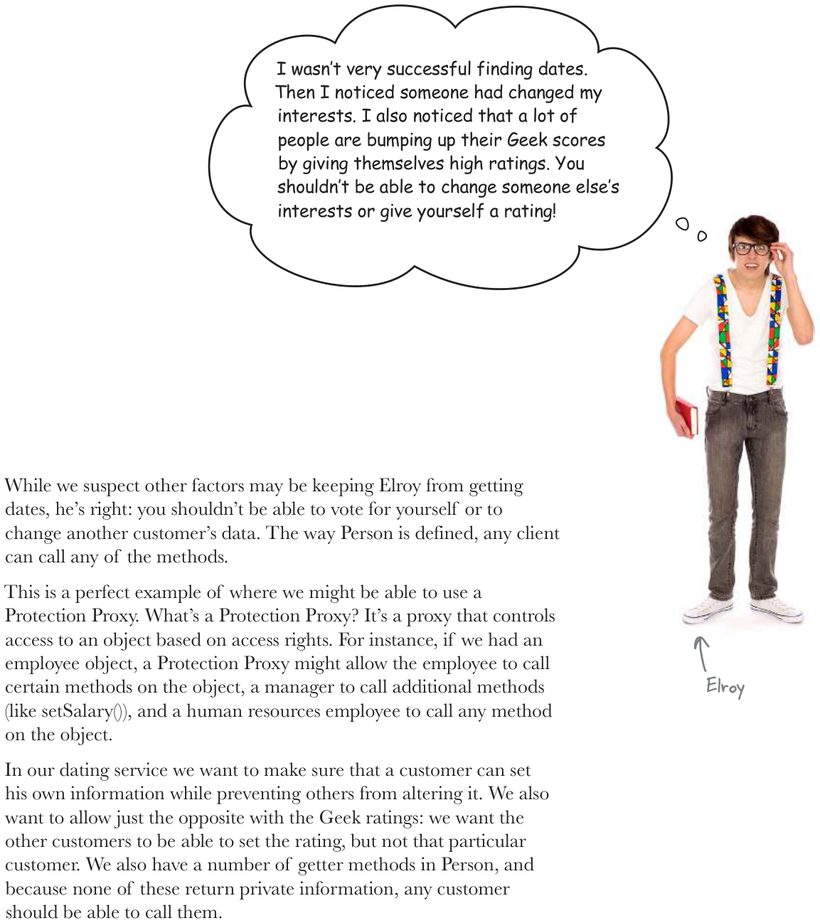 I wasn't very successful finding dates.
Then I noticed someone had changed my
interests. I also noticed that a lot of
people are bumping up their Geek scores
by giving themselves high ratings. You
shouldn't be able to change someone else's
interests or give yourself a rating!
While we suspect other factors may be keeping Elroy from getting
dates, he's right: you shouldn't be able to vote for yourself or to
change another customer's data. The way Person is defined, any client
can call any of the methods.
This is a perfect example of where we might be able to use a
Protection Proxy. What's a Protection Proxy? It's a proxy that controls
access to an object based on access rights. For instance, if we had an
employee object, a Protection Proxy might allow the employee to call
certain methods on the object, a manager to call additional methods
(like setSalary()), and a human resources employee to call any method
on the object.
Elroy
In our dating service we want to make sure that a customer can set
his own information while preventing others from altering it. We also
want to allow just the opposite with the Geek ratings: we want the
other customers to be able to set the rating, but not that particular
customer. We also have a number of getter methods in Person, and
because none of these return private information, any customer
should be able to call them.